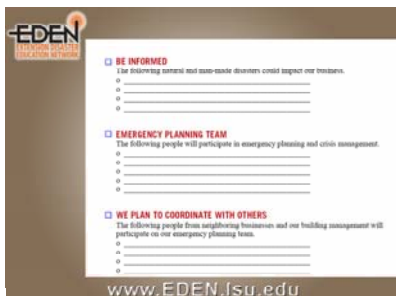 EDEN
EXTENSION DISASTER
EDUCATION NETWORK
BE INFORMED
The following natural and man-made disasters could impact our business.
o
o
o
o
EMERGENCY PLANNING TEAM
The following people will participate in emergency planning and crisis management.
o
o
o
o
o
WE PLAN TO COORDINATE WITH OTHERS
The following people from neighboring businesses and our building management will
participate on our emergency planning team.
o
o
o
www.EDEN.lsu.edu